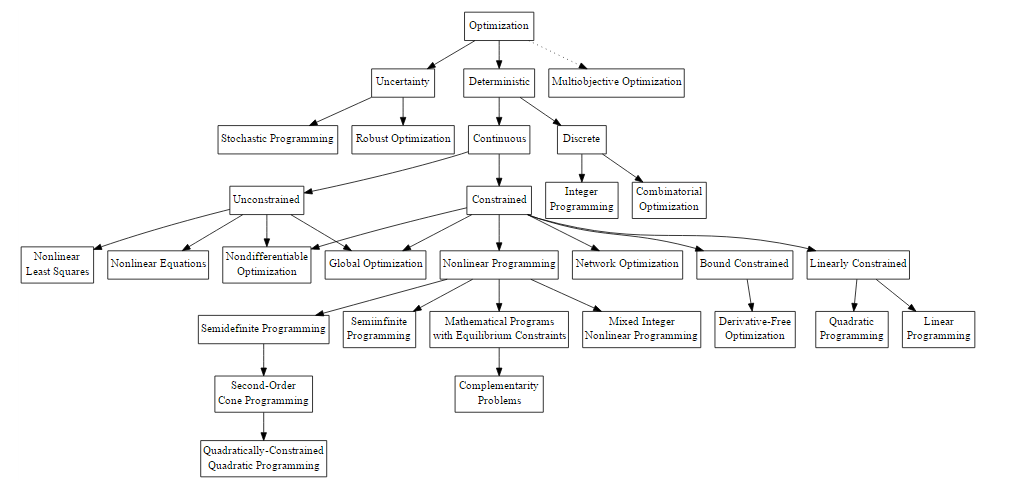 Optimization
Uncertainty
Deterministic
Multiobjective Optimization
Stochastic Programming
Robust Optimization
Continuous
Discrete
Unconstrained
Constrained
Integer
Programming
Combinatorial
Optimization
Nonlinear
Least Squares
Nonlinear Equations
Nondifferentiable
Optimization
Global Optimization
Nonlinear Programming
Network Optimization
Bound Constrained
Linearly Constrained
Semidefinite Programming
Semiinfinite
Programming
Mathematical Programs
with Equilibrium Constraints
Mixed Integer
Nonlinear Programming
Derivative-Free
Optimization
Quadratic
Programming
Linear
Programming
Second-Order
Cone Programming
Complementarity
Problems
Quadratically-Constrained
Quadratic Programming